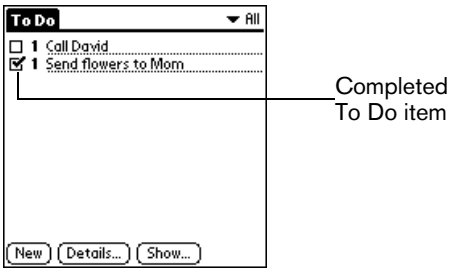 To Do
All
1 Call David
1 Send flowers to Mom
Completed
To Do item
New Details... Show...